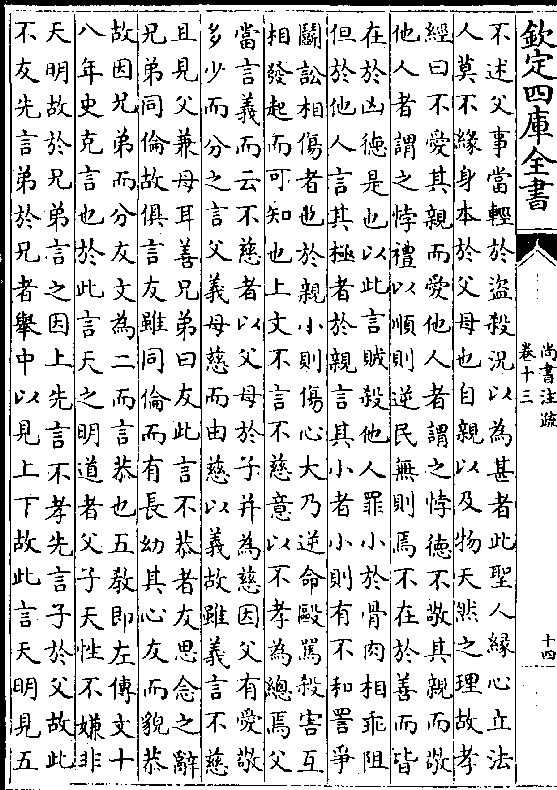 欽定四庫全書
尚書注疏
卷十三
十四
不述父事當輕於盜殺況以為甚者此聖人緣心立法
人莫不緣身本於父母也自親以及物天然之理故孝
經曰不愛其親而愛他人者謂之悖德不敬其親而敬
他人者謂之悖禮以順則逆民無則焉不在於善而皆
在於凶德是也以此言賊殺他人罪小於骨肉相乖阻
但於他人言其極者於親言其小者小則有不和詈爭
鬭訟相傷者也於親小則傷心大乃逆命毆罵殺害互
相發起而可知也上文不言不慈意以不孝為總焉父
當言義而云不慈者以父母於子并為慈因父有愛敬
多少而分之言父義母慈而由慈以義故雖義言不慈
且見父兼母耳善兄弟曰友此言不恭者友思念之辭
兄弟同倫故俱言友雖同倫而有長幼其心友而貌恭
故因兄弟而分友文為二而言恭也五教即左傳文十
八年史克言也於此言天之明道者父子天性不嫌非
天明故於兄弟言之因上先言不孝先言子於父故此
不友先言弟於兄者舉中以見上下故此言天明見五